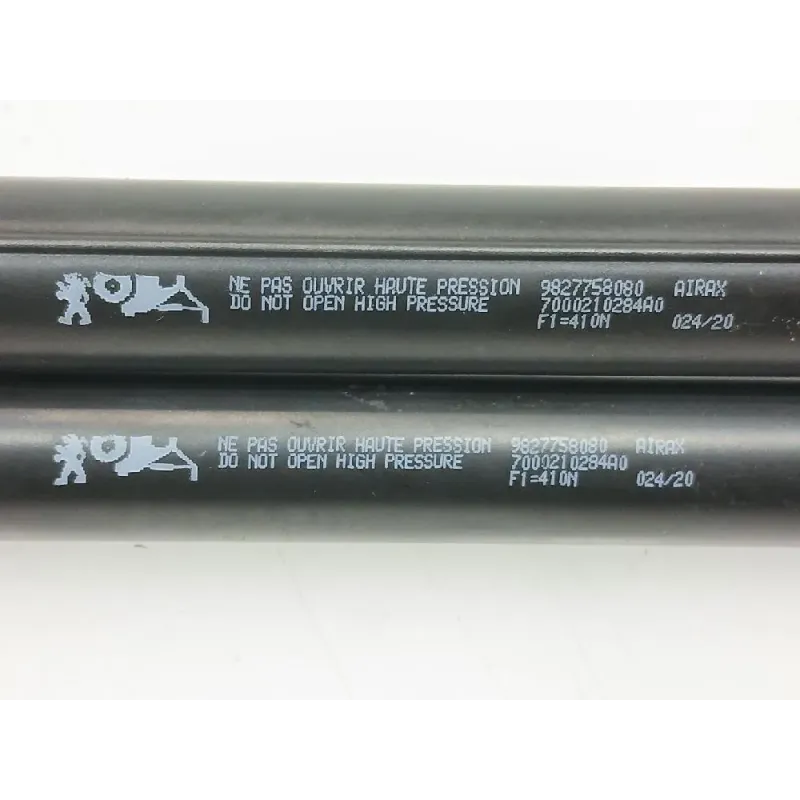 NE PAS OUVRIR HAUTE PRESSION 9827758080 AIRAX
DO NOT OPEN HIGH PRESSURE 7000210284A0
F1=410N 024/20
NE PAS OUVRIR HAUTE PRESSION 9827758080 AIRAX
DO NOT OPEN HIGH PRESSURE 7000210284A0
F1=410N 024/20